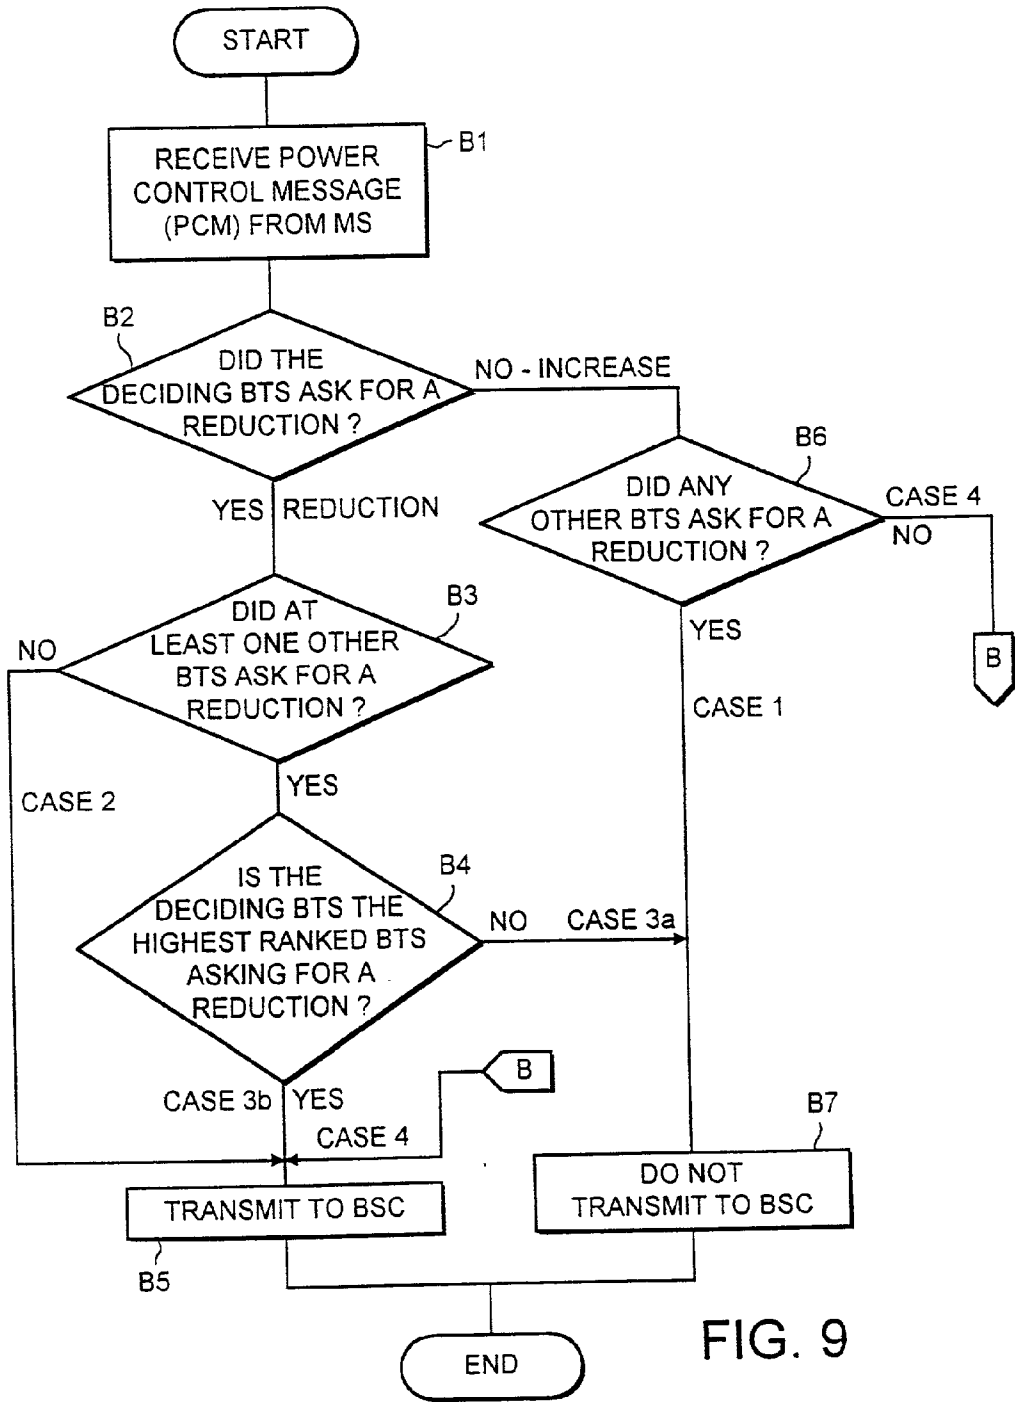 START
RECEIVE POWER
CONTROL MESSAGE
(PCM) FROM MS
B1
B2
DID THE
DECIDING BTS ASK FOR A
REDUCTION ?
NO - INCREASE
YES REDUCTION
B6
DID ANY
OTHER BTS ASK FOR A
REDUCTION ?
CASE 4
NO
B
YES
CASE 1
B3
DID AT
LEAST ONE OTHER
BTS ASK FOR A
REDUCTION ?
NO
CASE 2
YES
B4
IS THE
DECIDING BTS THE
HIGHEST RANKED BTS
ASKING FOR A
REDUCTION ?
NO CASE 3a
CASE 3b YES
B
CASE 4
TRANSMIT TO BSC
B5
B7
DO NOT
TRANSMIT TO BSC
END
FIG. 9